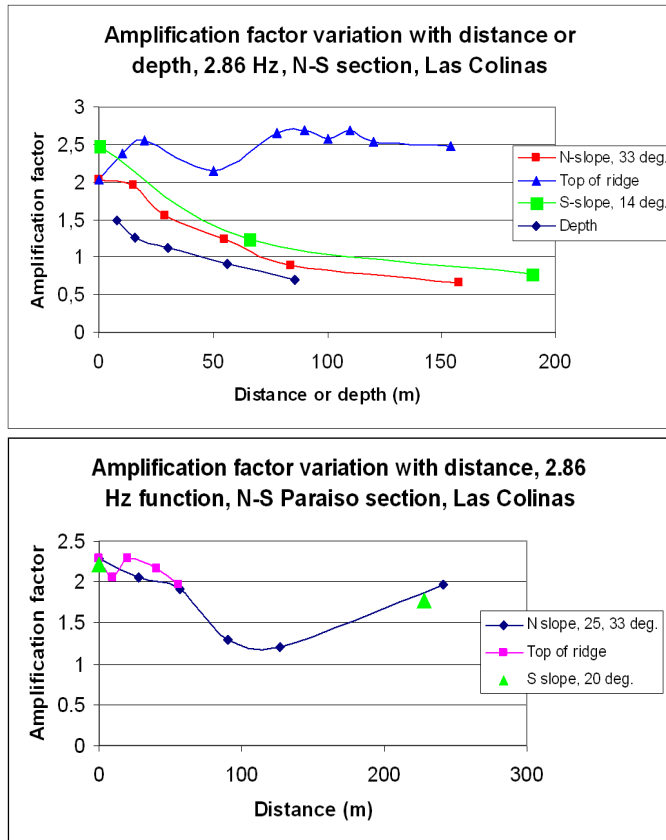 Amplification factor variation with distance or
depth, 2.86 Hz, N-S section, Las Colinas
Amplification factor
3
2,5
2
1,5
1
0,5
0
0
50
100
150
200
Distance or depth (m)
N-slope, 33 deg.
Top of ridge
S-slope, 14 deg.
Depth
Amplification factor variation with distance, 2.86
Hz function, N-S Paraiso section, Las Colinas
Amplification factor
2.5
2
1.5
1
0.5
0
0
100
200
300
Distance (m)
N slope, 25, 33 deg.
Top of ridge
S slope, 20 deg.